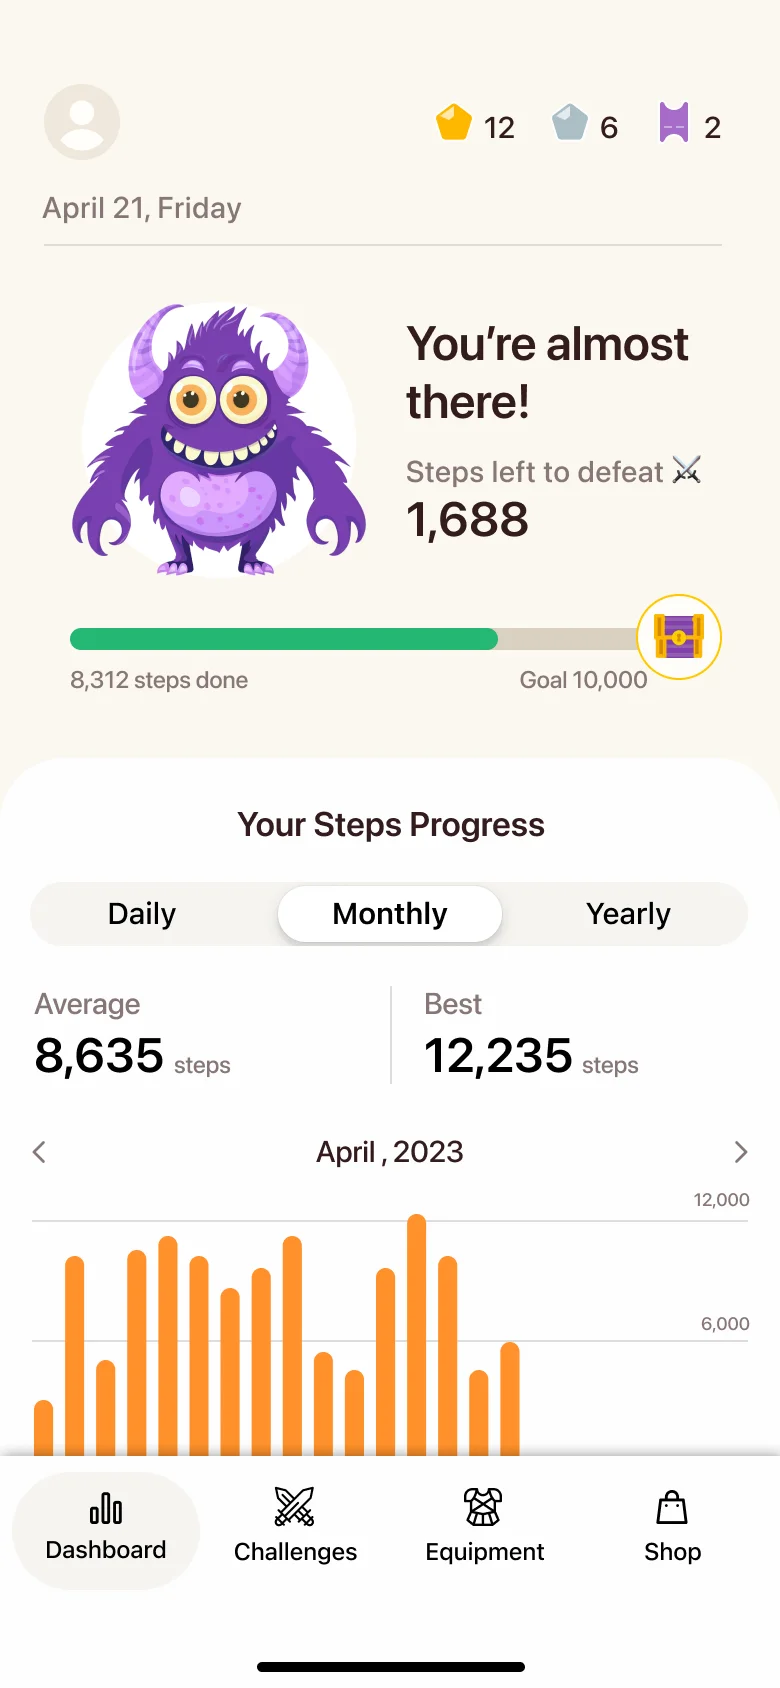 12 6 2
April 21, Friday
You're almost
there!
Steps left to defeat
1,688
8,312 steps done Goal 10,000
Your Steps Progress
Daily Monthly Yearly
Average Best
8,635 steps 12,235 steps
April , 2023
12,000
6,000
Dashboard Challenges Equipment Shop